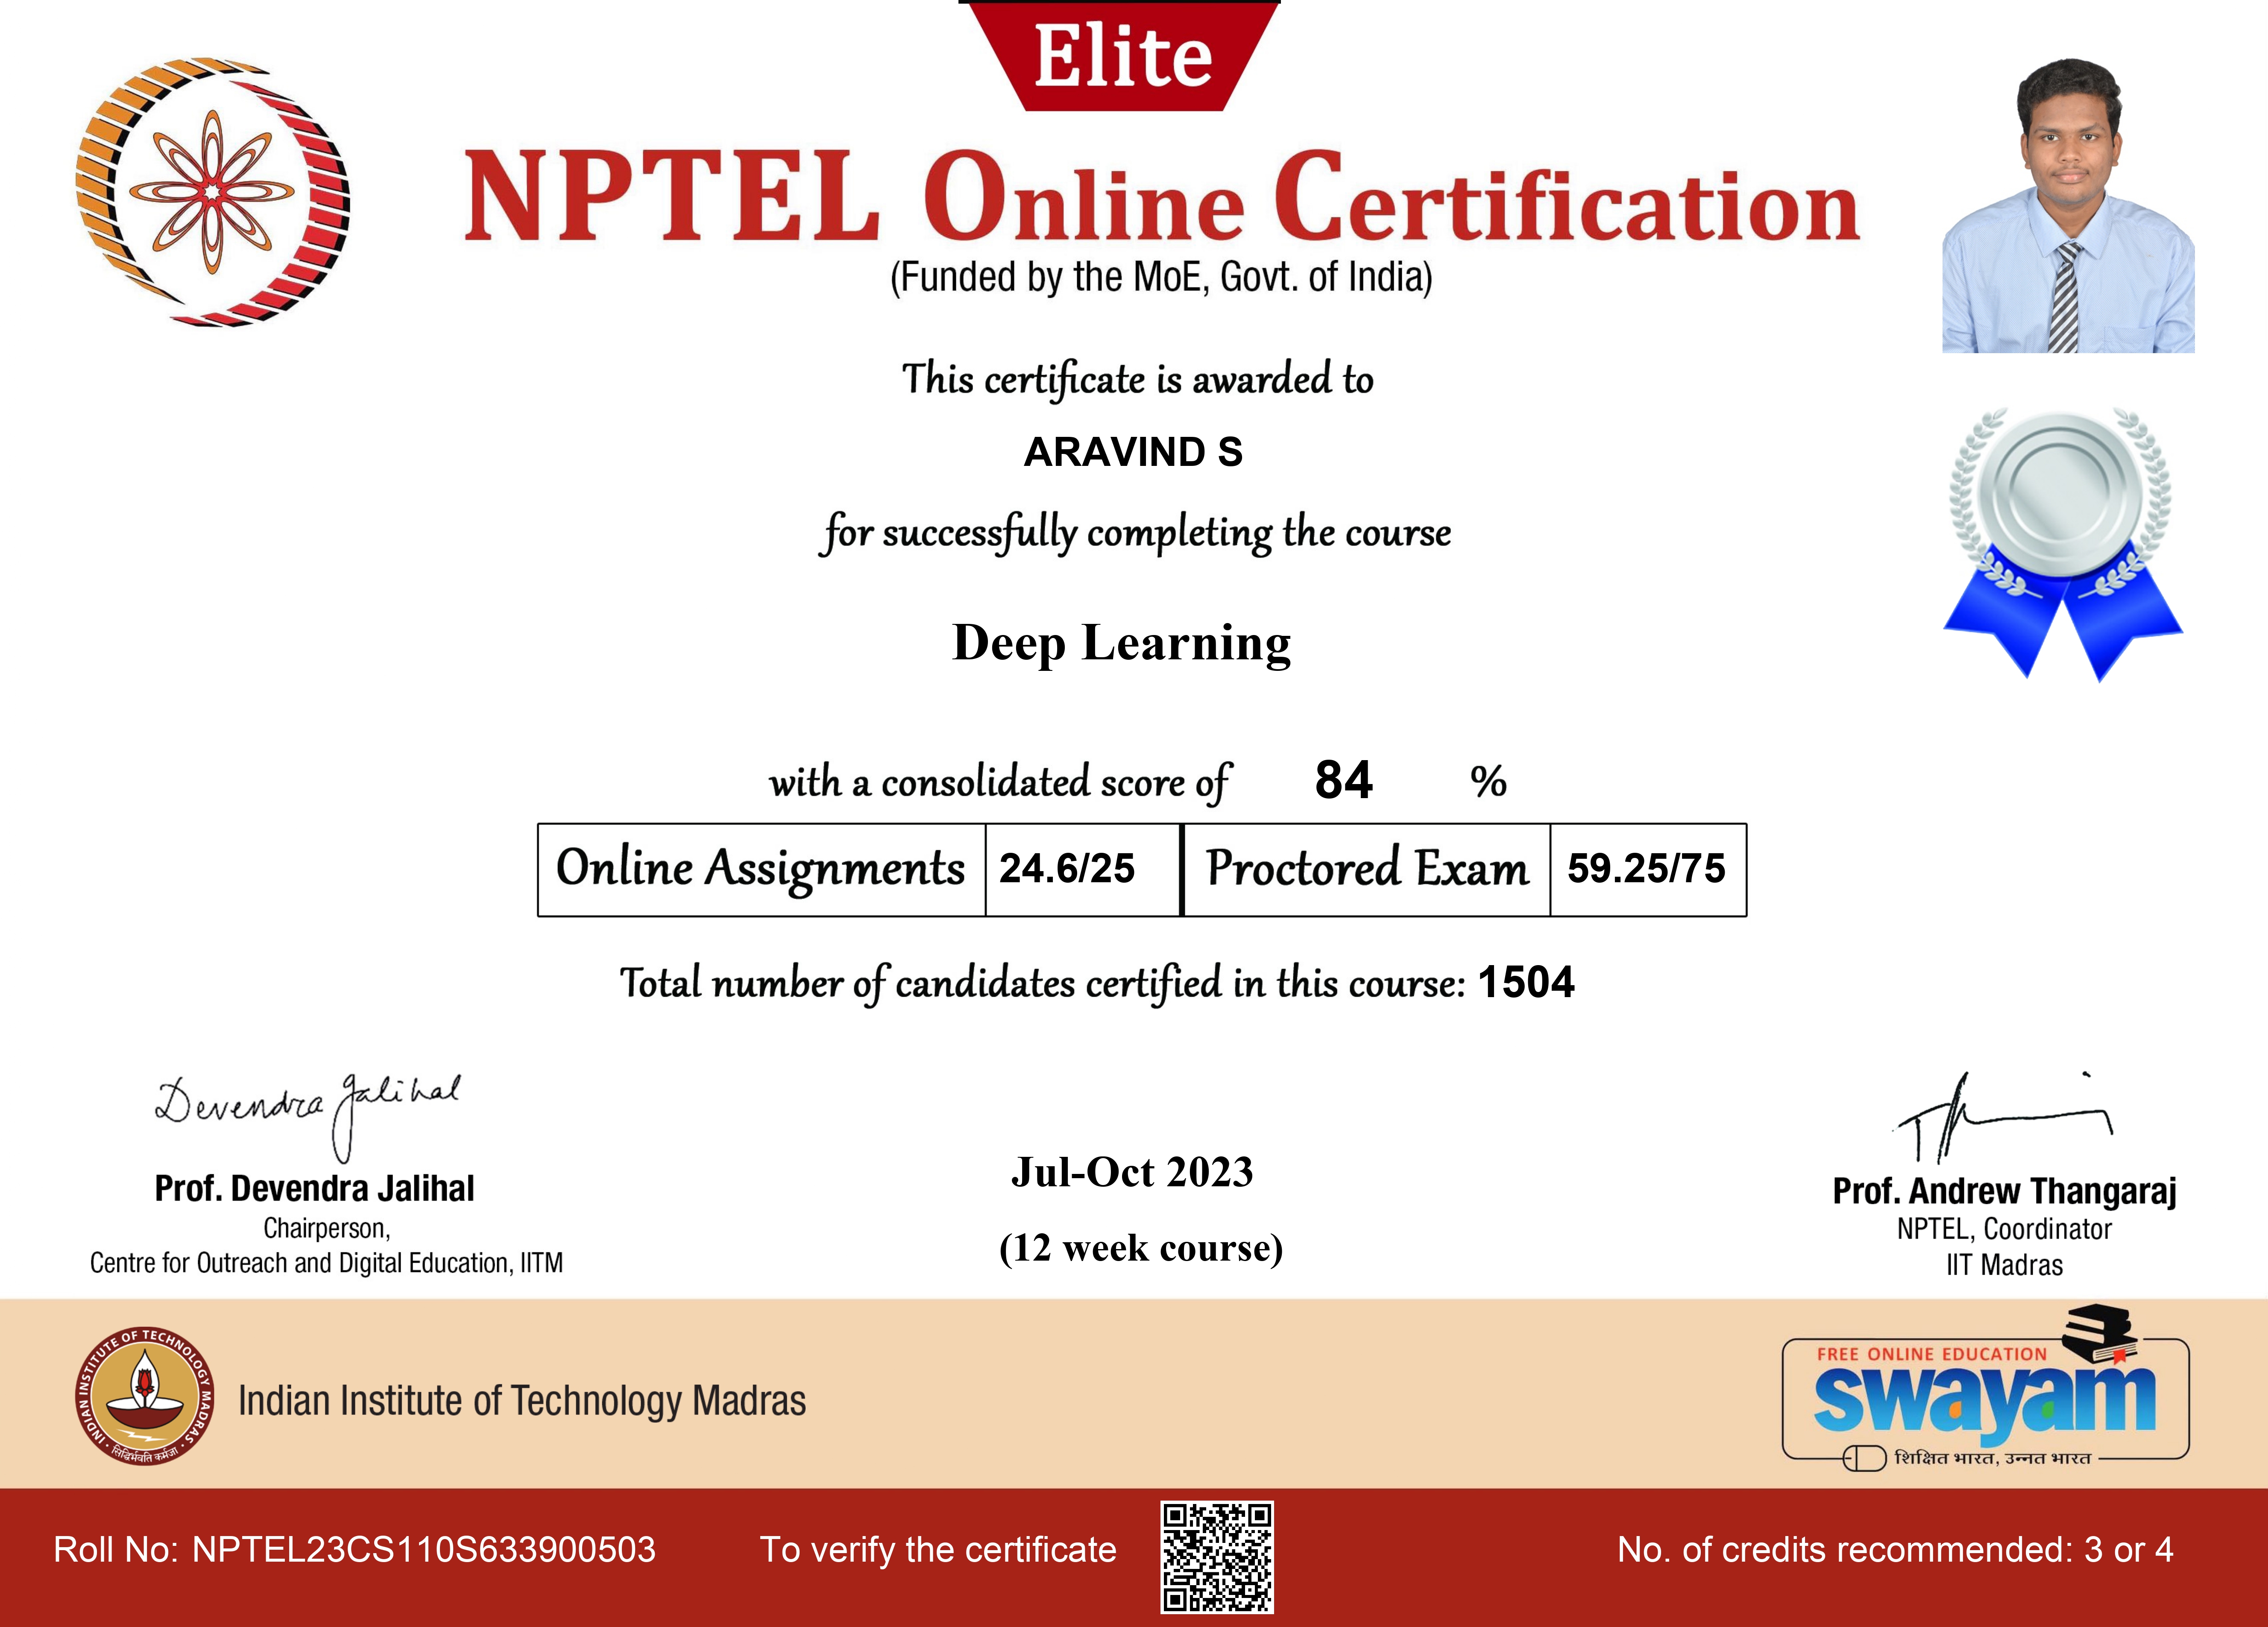 Elite
NPTEL Online Certification
(Funded by the MoE, Govt. of India)
This certificate is awarded to
ARAVIND S
for successfully completing the course
Deep Learning
with a consolidated score of 84 %
Online Assignments 24.6/25 Proctored Exam 59.25/75
Total number of candidates certified in this course: 1504
Devendra Jalihal
Prof. Devendra Jalihal
Chairperson,
Centre for Outreach and Digital Education, IITM
Jul-Oct 2023
(12 week course)
Prof. Andrew Thangaraj
NPTEL, Coordinator
IIT Madras
INDIAN INSTITUTE OF TECHNOLOGY MADRAS
सिद्धिर्भवति कर्मजा
Indian Institute of Technology Madras
FREE ONLINE EDUCATION
swayam
शिक्षित भारत, उन्नत भारत
Roll No: NPTEL23CS110S633900503
To verify the certificate
No. of credits recommended: 3 or 4